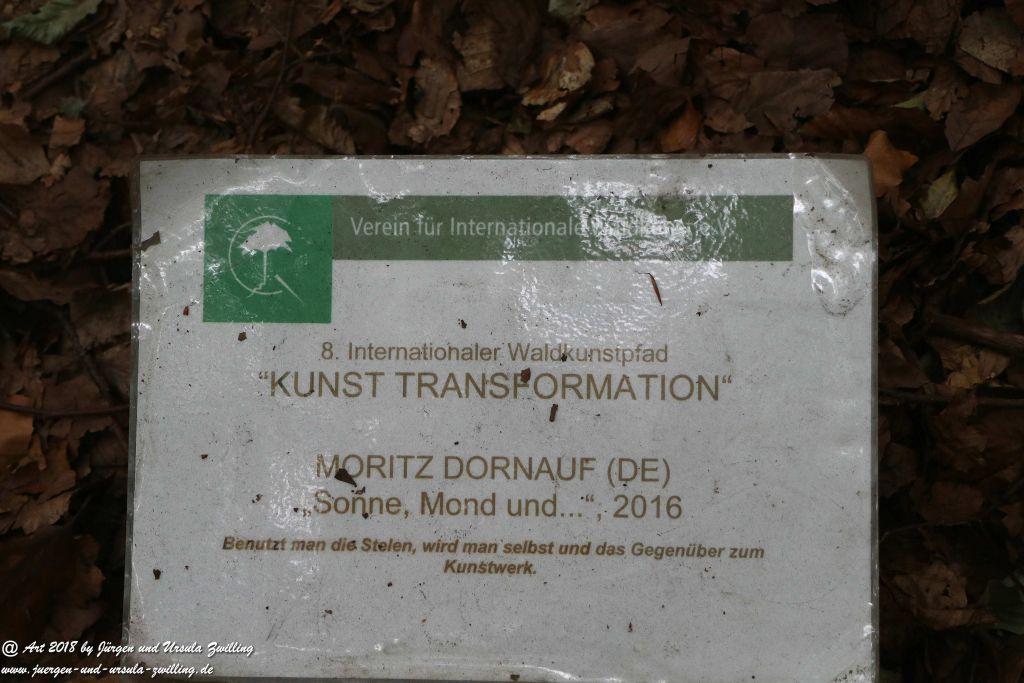 Verein für Internationale Waldkunst e.V.
8. Internationaler Waldkunstpfad
“KUNST TRANSFORMATION“
MORITZ DORNAUF (DE)
„Sonne, Mond und...“, 2016
Benutzt man die Stelen, wird man selbst und das Gegenüber zum
Kunstwerk.
@ Art 2018 by Jürgen und Ursula Zwilling
www.juergen-und-ursula-zwilling.de